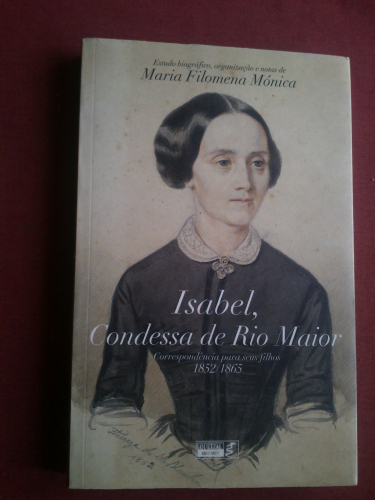 Estudo biográfico, organização e notas de
Maria Filomena Mónica
Isabel,
Condessa de Rio Maior
Correspondência para seus filhos
1852/1865
1852